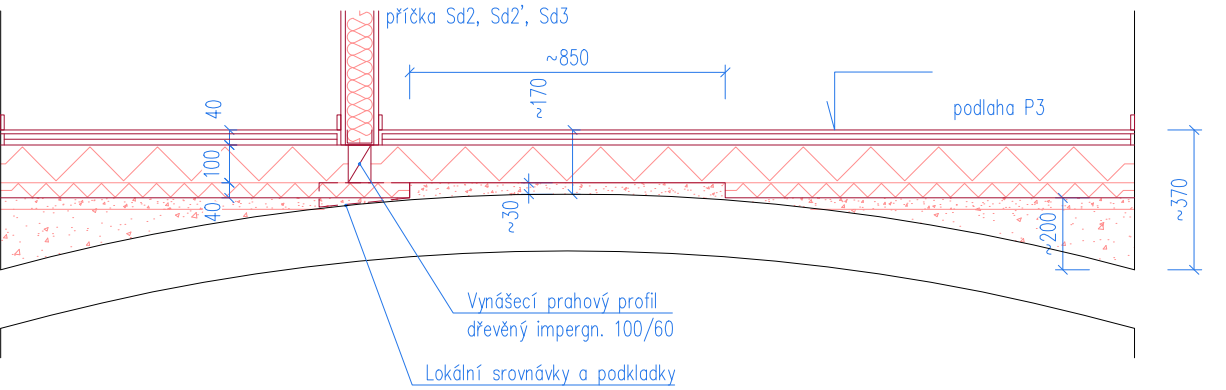 příčka Sd2, Sd2', Sd3
~850
~170
40
podlaha P3
100
40
~30
~200
~370
Vynášecí prahový profil
dřevěný impergn. 100/60
Lokální srovnávky a podkladky